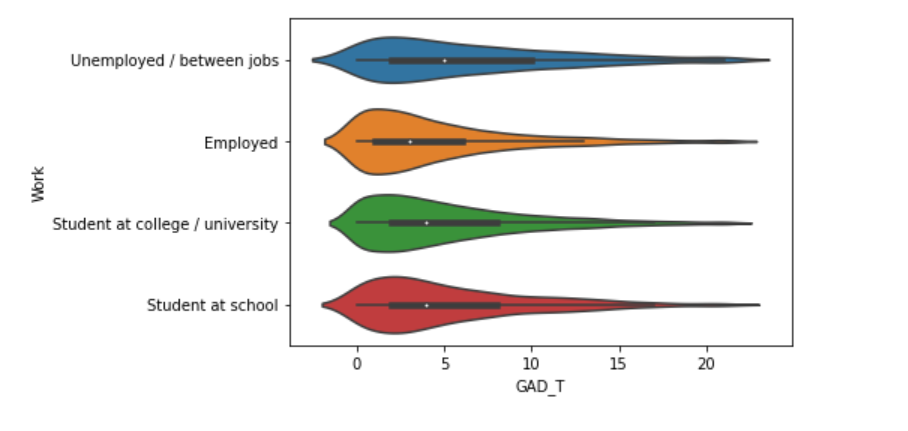 Unemployed / between jobs
Employed
Work
Student at college / university
Student at school
0 5 10 15 20
GAD_T